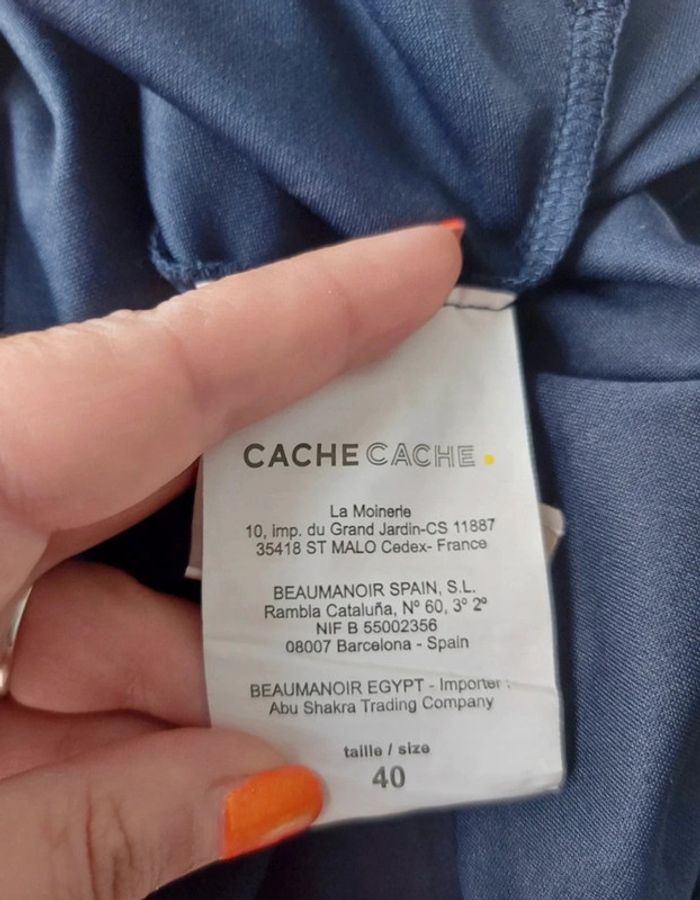 CACHE CACHE.
La Moinerie
10, imp. du Grand Jardin-CS 11887
35418 ST MALO Cedex- France
BEAUMANOIR SPAIN, S.L.
Rambla Cataluña, Nº 60, 3º 2º
NIF B 55002356
08007 Barcelona - Spain
BEAUMANOIR EGYPT - Importer :
Abu Shakra Trading Company
taille / size
40